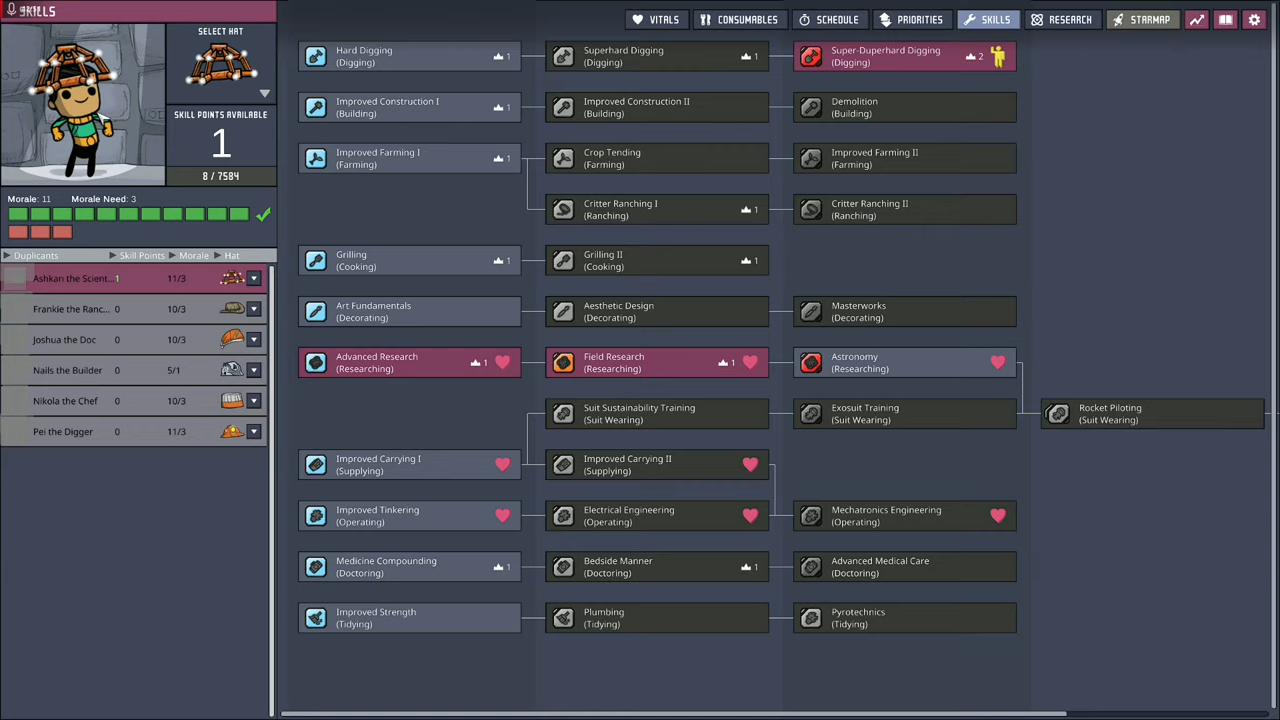 SKILLS
VITALS
CONSUMABLES
SCHEDULE
PRIORITIES
SKILLS
RESEARCH
STARMAP
SELECT HAT
SKILL POINTS AVAILABLE
1
8 / 7584
Morale: 11 Morale Need: 3
Duplicants Skill Points Morale Hat
Ashkan the Scient... 1 11/3
Frankie the Ranc... 0 10/3
Joshua the Doc 0 10/3
Nails the Builder 0 5/1
Nikola the Chef 0 10/3
Pei the Digger 0 11/3
Hard Digging 1
(Digging)
Superhard Digging 1
(Digging)
Super-Duperhard Digging 2
(Digging)
Improved Construction I 1
(Building)
Improved Construction II
(Building)
Demolition
(Building)
Improved Farming I 1
(Farming)
Crop Tending
(Farming)
Improved Farming II
(Farming)
Critter Ranching I 1
(Ranching)
Critter Ranching II
(Ranching)
Grilling 1
(Cooking)
Grilling II 1
(Cooking)
Art Fundamentals
(Decorating)
Aesthetic Design
(Decorating)
Masterworks
(Decorating)
Advanced Research 1
(Researching)
Field Research 1
(Researching)
Astronomy
(Researching)
Suit Sustainability Training
(Suit Wearing)
Exosuit Training
(Suit Wearing)
Rocket Piloting
(Suit Wearing)
Improved Carrying I
(Supplying)
Improved Carrying II
(Supplying)
Improved Tinkering
(Operating)
Electrical Engineering
(Operating)
Mechatronics Engineering
(Operating)
Medicine Compounding 1
(Doctoring)
Bedside Manner 1
(Doctoring)
Advanced Medical Care
(Doctoring)
Improved Strength
(Tidying)
Plumbing
(Tidying)
Pyrotechnics
(Tidying)